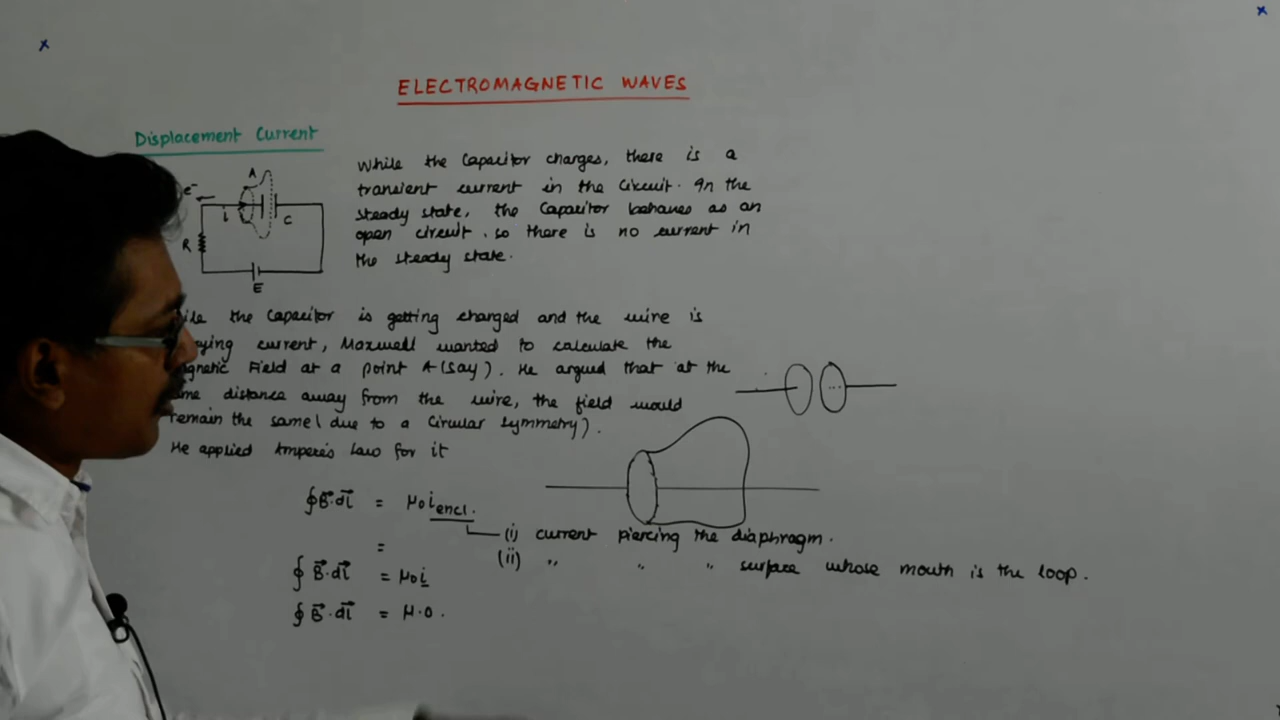 ELECTROMAGNETIC WAVES
Displacement Current
While the Capacitor charges, there is a
transient current in the Circuit. In the
steady state, the Capacitor behaves as an
open circuit. so there is no current in
the steady state.
A
e⁻
i
C
R
E
the Capacitor is getting charged and the wire is
current, Maxwell wanted to calculate the
Field at a point A (say). He argued that at the
distance away from the wire, the field would
remain the same (due to a Circular Symmetry).
He applied Ampere's Law for it
∮B⃗·dl⃗ = μ₀i encl.
(i) current piercing the diaphragm.
=
(ii) " " " surface whose mouth is the loop.
∮B⃗·dl⃗ = μ₀i
∮B⃗·dl⃗ = μ·0.